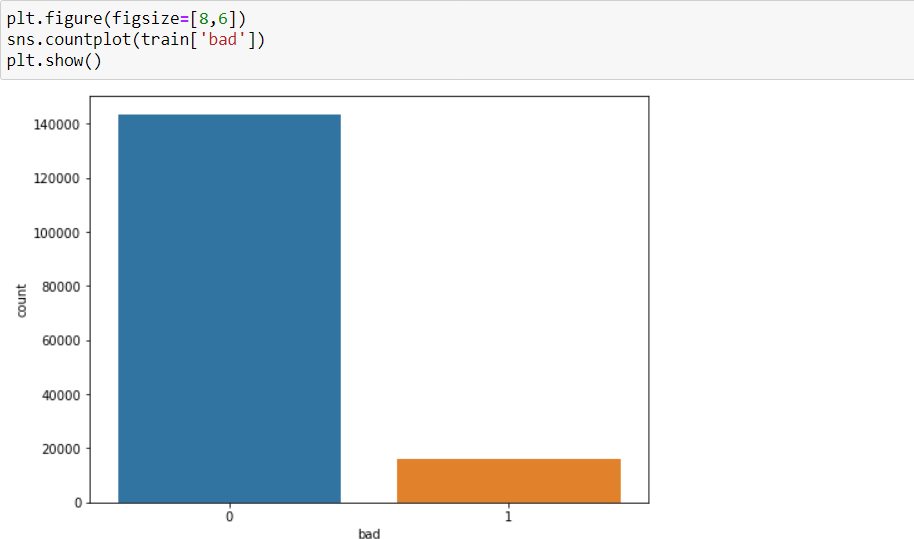 plt.figure(figsize=[8,6])
sns.countplot(train['bad'])
plt.show()
140000
120000
100000
80000
60000
40000
20000
0
count
0 1
bad